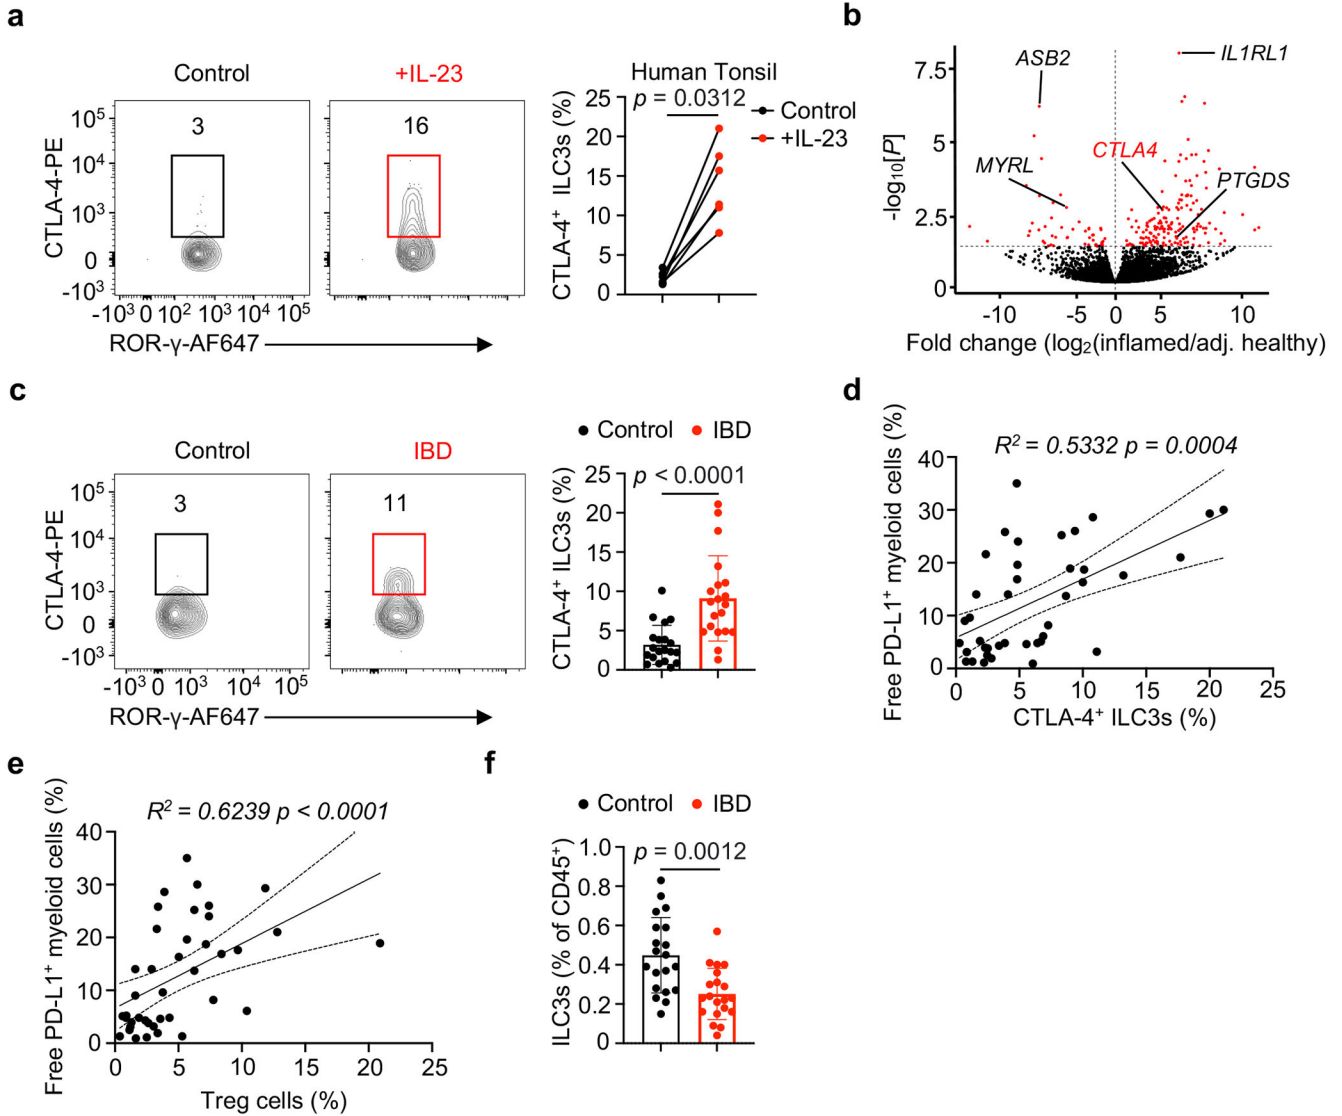 a
Control
+IL-23
3
16
CTLA-4-PE
10⁵
10⁴
10³
0
-10³
-10³ 0 10² 10³ 10⁴ 10⁵
ROR-γ-AF647
Human Tonsil
p = 0.0312
Control
+IL-23
CTLA-4⁺ ILC3s (%)
25
20
15
10
5
0
b
ASB2
IL1RL1
CTLA4
MYRL
PTGDS
-log₁₀[P]
7.5
5
2.5
0
-10 -5 0 5 10
Fold change (log₂(inflamed/adj. healthy)
c
Control
IBD
3
11
CTLA-4-PE
10⁵
10⁴
10³
0
-10³
-10³ 0 10³ 10⁴ 10⁵
ROR-γ-AF647
Control IBD
p < 0.0001
CTLA-4⁺ ILC3s (%)
25
20
15
10
5
0
d
R² = 0.5332 p = 0.0004
Free PD-L1⁺ myeloid cells (%)
40
30
20
10
0
0 5 10 15 20 25
CTLA-4⁺ ILC3s (%)
e
R² = 0.6239 p < 0.0001
Free PD-L1⁺ myeloid cells (%)
40
30
20
10
0
0 5 10 15 20 25
Treg cells (%)
f
Control IBD
p = 0.0012
ILC3s (% of CD45⁺)
1.0
0.8
0.6
0.4
0.2
0